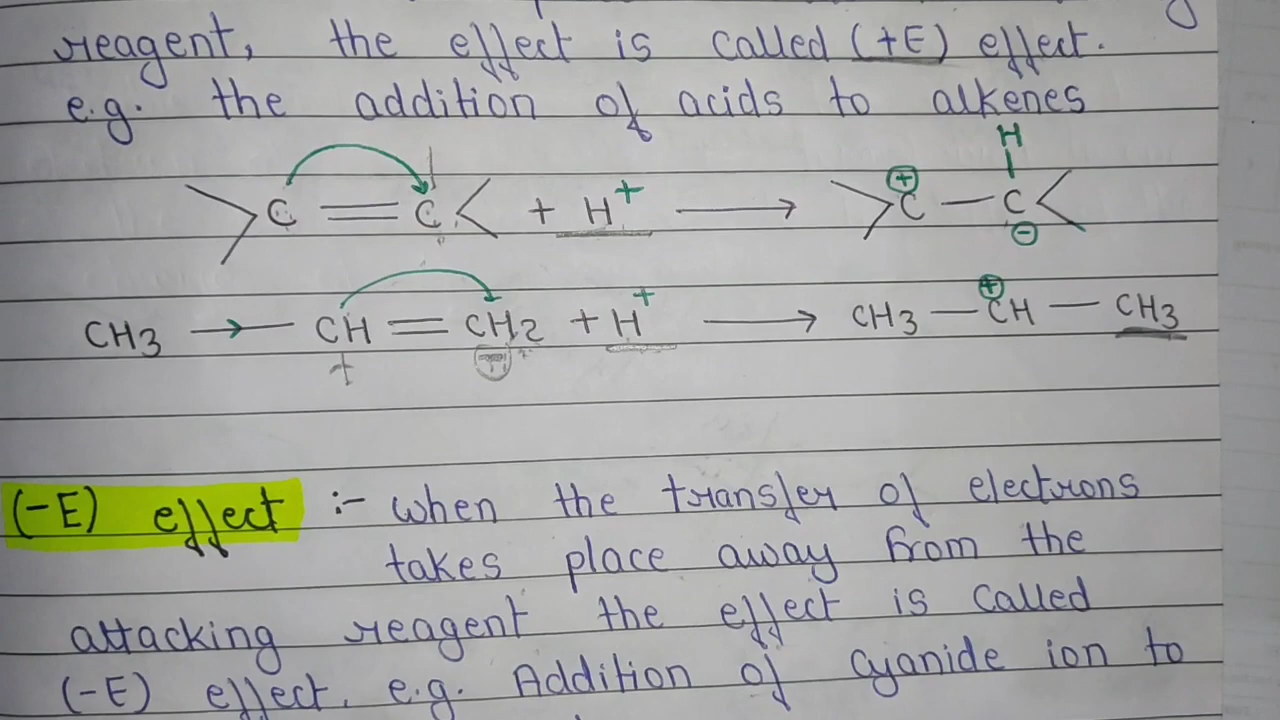 reagent, the effect is called (+E) effect.
e.g. the addition of acids to alkenes
>C = C< + H⁺ ⟶ >C⊕ — C(H)⊖<
CH3 →— CH = CH2 + H⁺ ⟶ CH3 — ⊕CH — CH3
+ ⊖
(-E) effect :- when the transfer of electrons
takes place away from the
attacking reagent the effect is called
(-E) effect. e.g. Addition of cyanide ion to